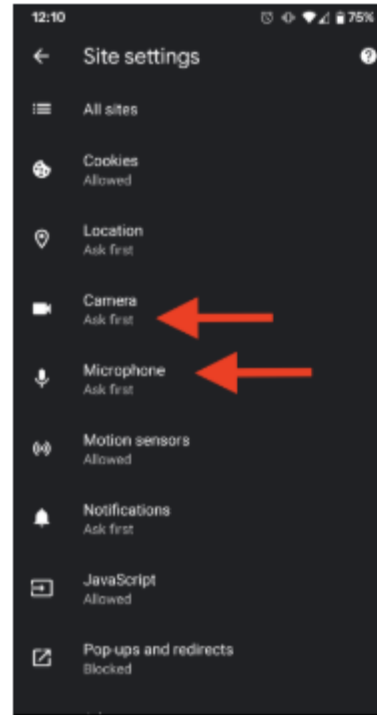 12:10 75%
Site settings
All sites
Cookies
Allowed
Location
Ask first
Camera
Ask first
Microphone
Ask first
Motion sensors
Allowed
Notifications
Ask first
JavaScript
Allowed
Pop-ups and redirects
Blocked